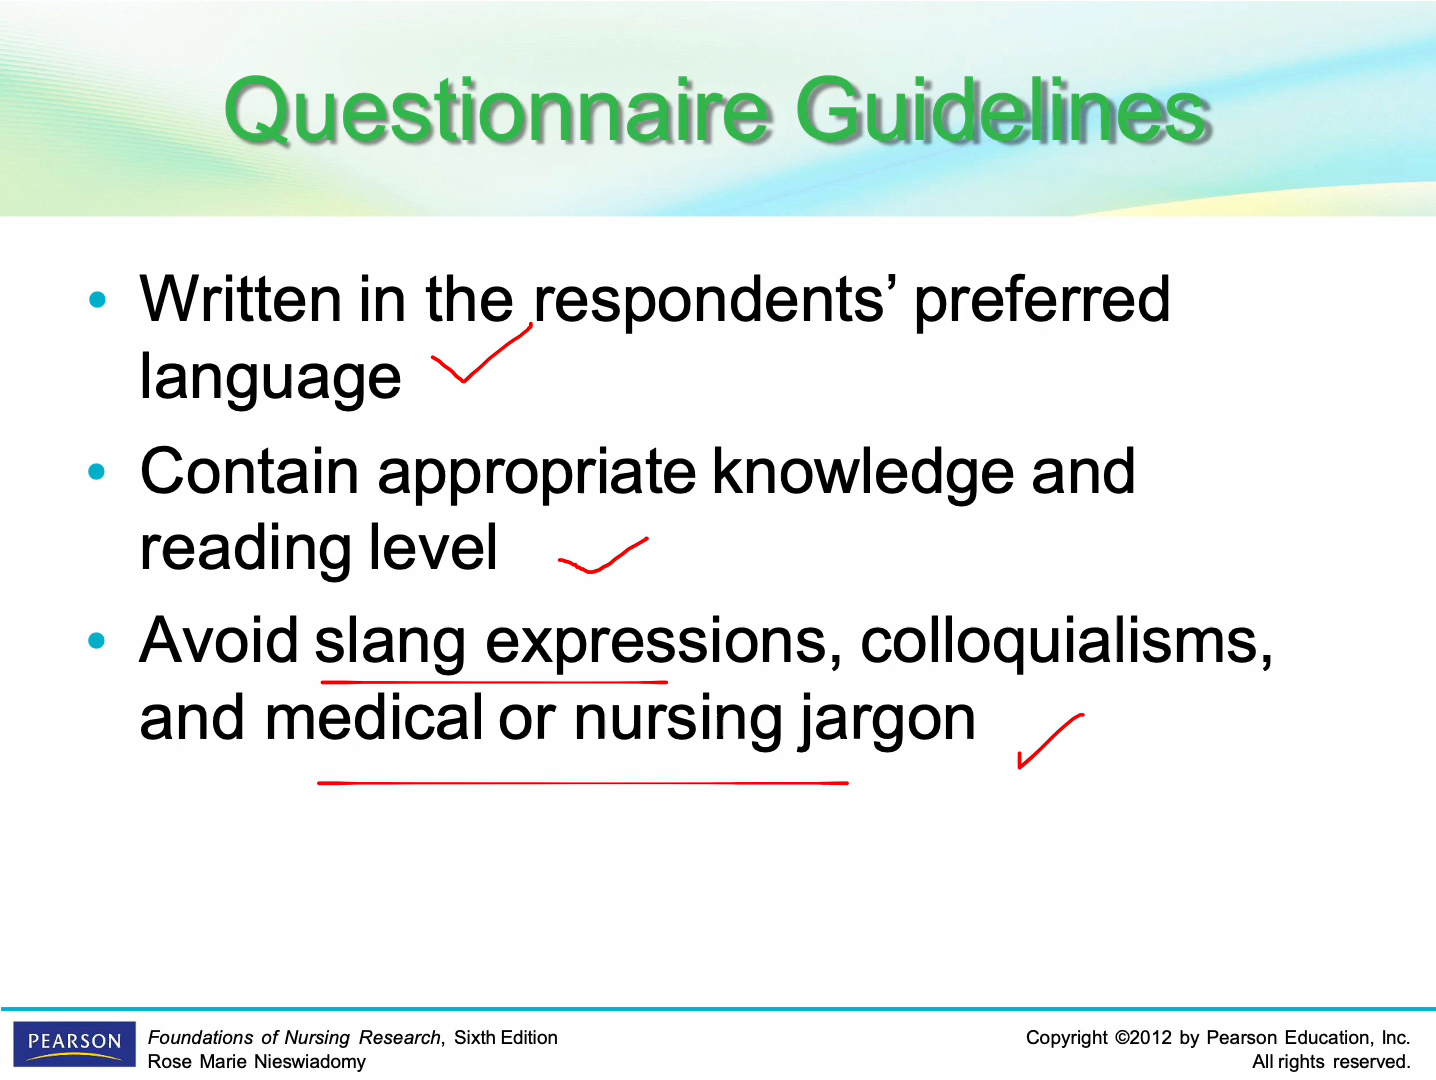 Questionnaire Guidelines
• Written in the respondents’ preferred
language
• Contain appropriate knowledge and
reading level
• Avoid slang expressions, colloquialisms,
and medical or nursing jargon
PEARSON
Foundations of Nursing Research, Sixth Edition
Rose Marie Nieswiadomy
Copyright ©2012 by Pearson Education, Inc.
All rights reserved.